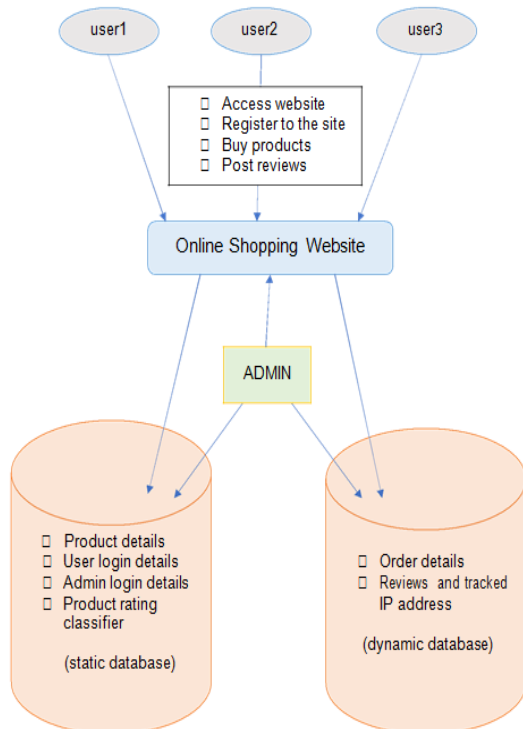 user1
user2
user3
Access website
Register to the site
Buy products
Post reviews
Online Shopping Website
ADMIN
Product details
User login details
Admin login details
Product rating
classifier
(static database)
Order details
Reviews and tracked
IP address
(dynamic database)